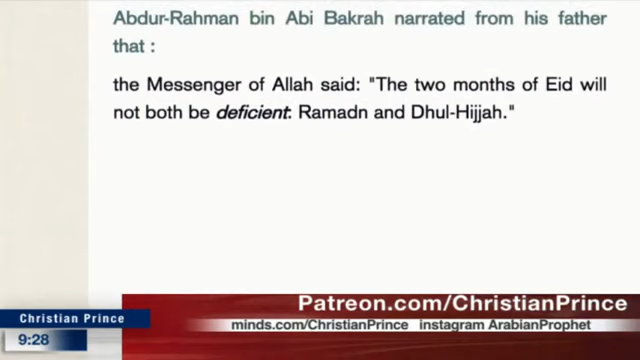 Abdur-Rahman bin Abi Bakrah narrated from his father
that :
the Messenger of Allah said: "The two months of Eid will
not both be deficient: Ramadn and Dhul-Hijjah."
Patreon.com/ChristianPrince
Christian Prince
minds.com/ChristianPrince instagram ArabianProphet
9:28